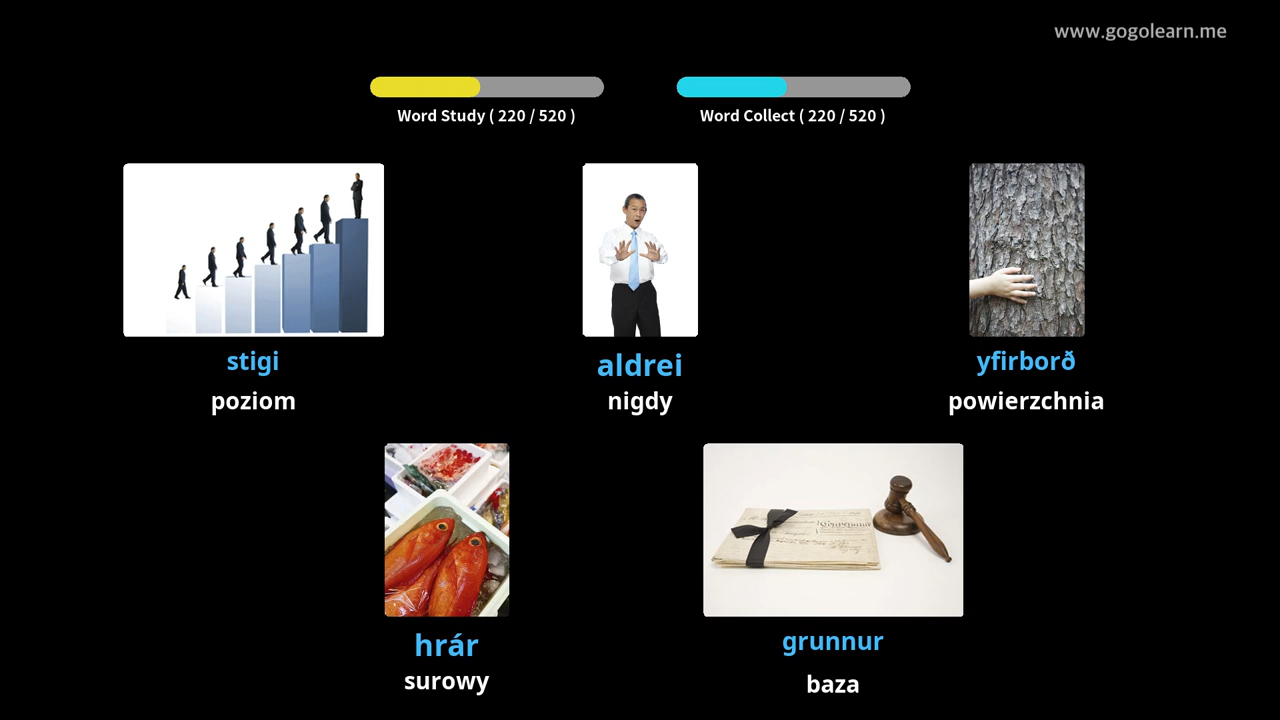 www.gogolearn.me
Word Study ( 220 / 520 )
Word Collect ( 220 / 520 )
stigi
poziom
aldrei
nigdy
yfirborð
powierzchnia
hrár
surowy
grunnur
baza